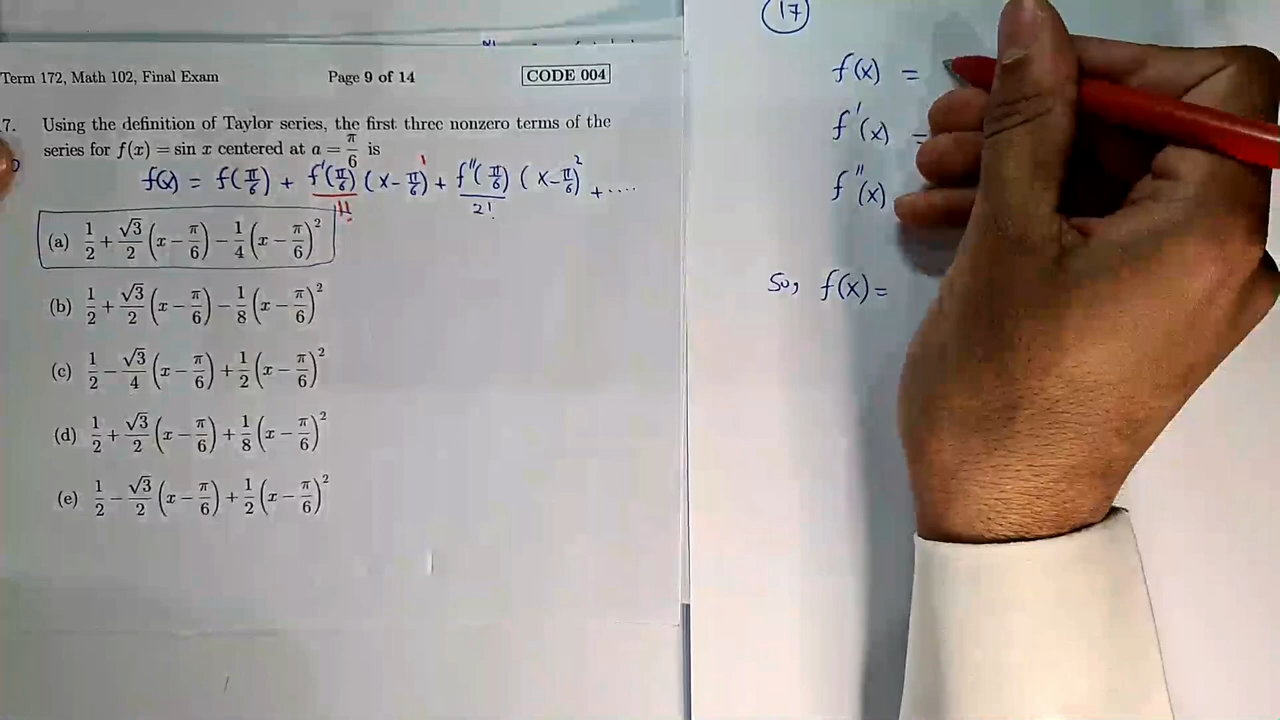 Term 172, Math 102, Final Exam Page 9 of 14 CODE 004
7. Using the definition of Taylor series, the first three nonzero terms of the
series for f(x) = sin x centered at a = π/6 is
f(x) = f(π/6) + f'(π/6)/1! (x - π/6)^1 + f''(π/6)/2! (x - π/6)^2 + ....
(a) 1/2 + √3/2 (x - π/6) - 1/4 (x - π/6)^2
(b) 1/2 + √3/2 (x - π/6) - 1/8 (x - π/6)^2
(c) 1/2 - √3/4 (x - π/6) + 1/2 (x - π/6)^2
(d) 1/2 + √3/2 (x - π/6) + 1/8 (x - π/6)^2
(e) 1/2 - √3/2 (x - π/6) + 1/2 (x - π/6)^2
17
f(x) =
f'(x) =
f''(x)
So, f(x) =